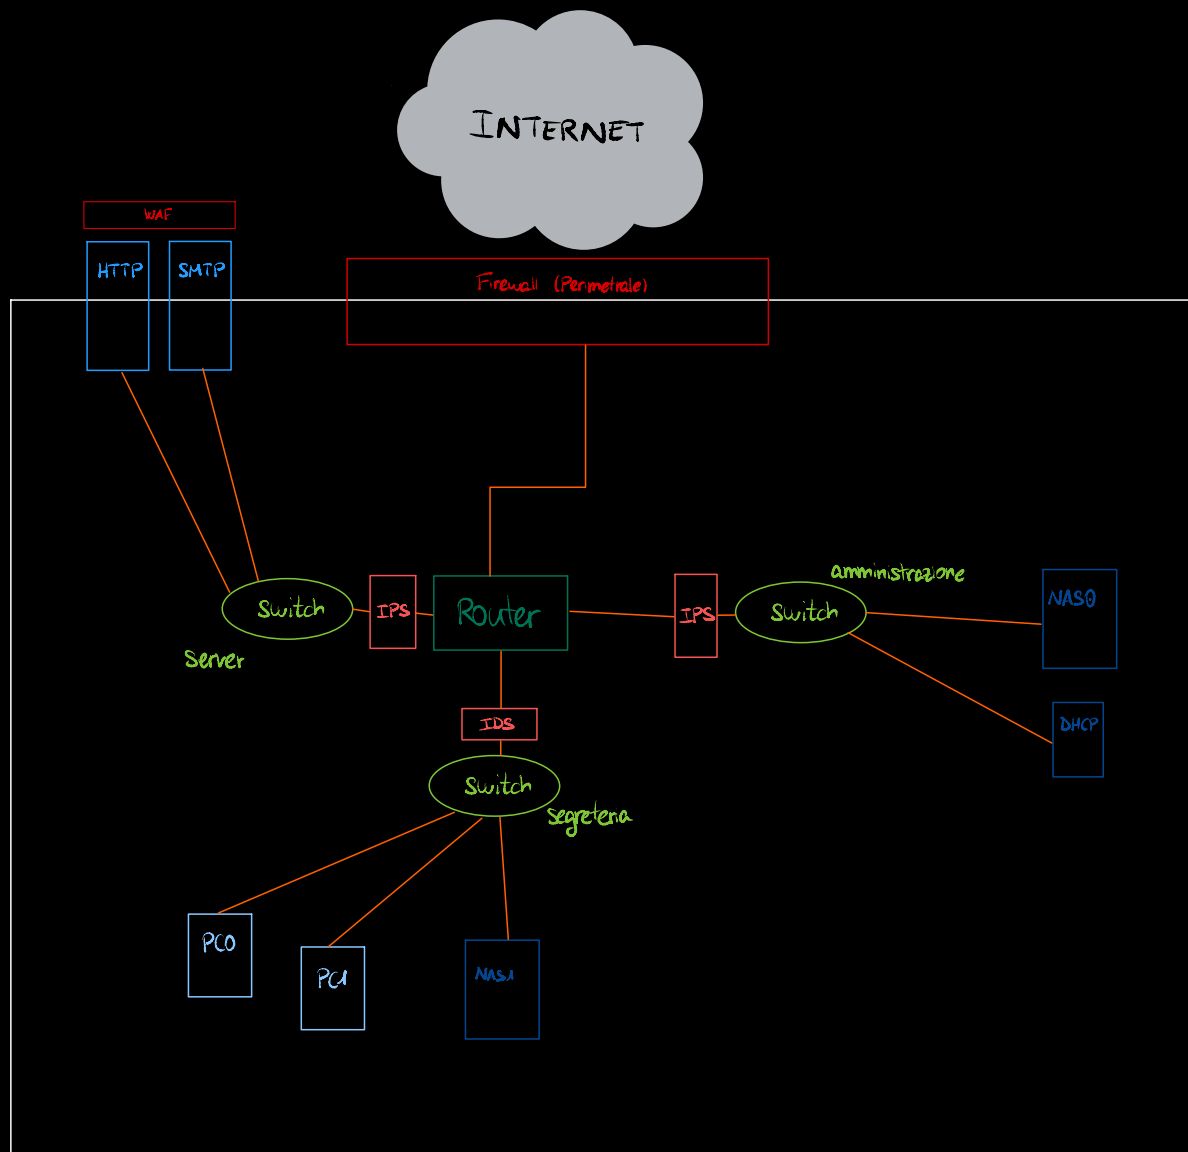 INTERNET
WAF
HTTP
SMTP
Firewall (Perimetrale)
amministrazione
Switch
IPS
Router
IPS
Switch
NAS0
Server
IDS
DHCP
Switch
Segreteria
PC0
PC1
NAS1